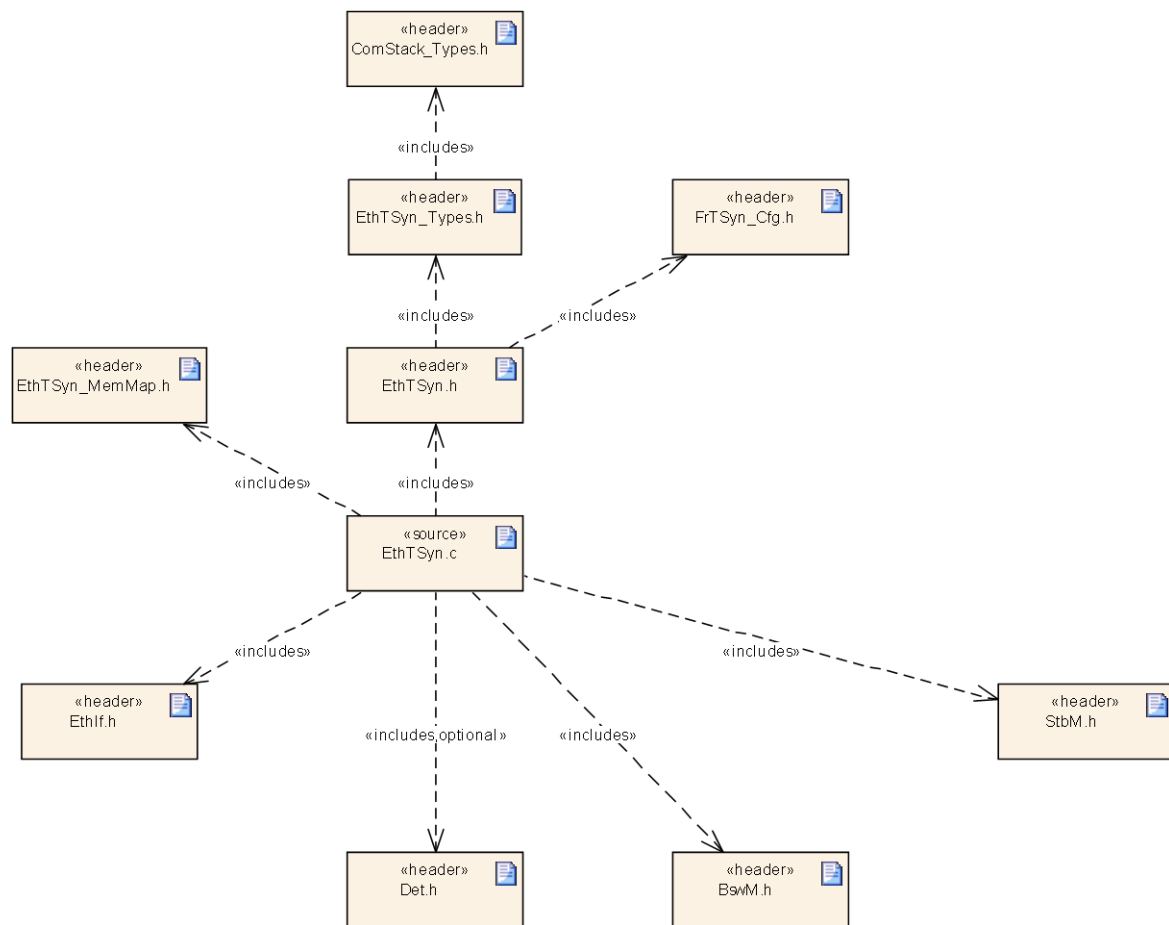 «header»
ComStack_Types.h
«includes»
«header»
EthTSyn_Types.h
«header»
FrTSyn_Cfg.h
«includes»
«includes»
«header»
EthTSyn_MemMap.h
«header»
EthTSyn.h
«includes»
«includes»
«source»
EthTSyn.c
«includes»
«includes»
«header»
EthIf.h
«header»
StbM.h
«includes optional»
«includes»
«header»
Det.h
«header»
BswM.h